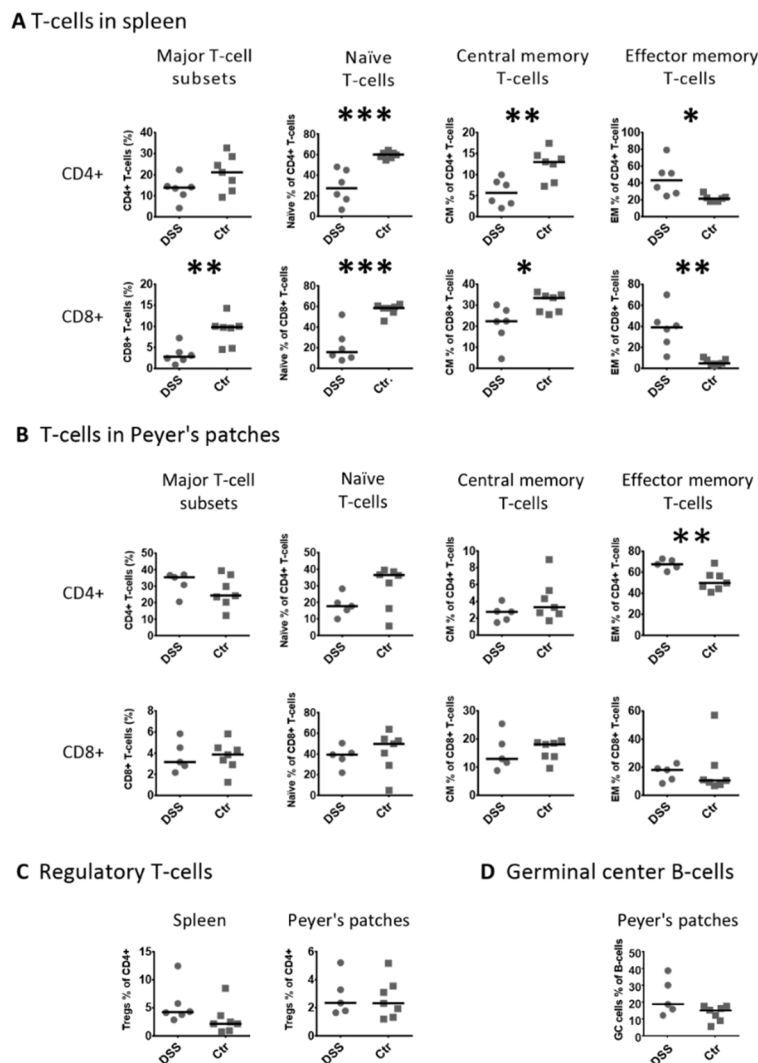 A T-cells in spleen
Major T-cell
subsets
Naïve
T-cells
Central memory
T-cells
Effector memory
T-cells
***
**
*
CD4+
CD4+ T-cells (%)
40
30
20
10
0
DSS
Ctr
Naïve % of CD4+ T-cells
80
60
40
20
0
DSS
Ctr
CM % of CD4+ T-cells
20
15
10
5
0
DSS
Ctr
EM % of CD4+ T-cells
100
80
60
40
20
0
DSS
Ctr
**
***
*
**
CD8+
CD8+ T-cells (%)
20
15
10
5
0
DSS
Ctr
Naïve % of CD8+ T-cells
80
60
40
20
0
DSS
Ctr.
CM % of CD8+ T-cells
40
30
20
10
0
DSS
Ctr
EM % of CD8+ T-cells
80
60
40
20
0
DSS
Ctr
B T-cells in Peyer's patches
Major T-cell
subsets
Naïve
T-cells
Central memory
T-cells
Effector memory
T-cells
**
CD4+
CD4+ T-cells (%)
50
40
30
20
10
0
DSS
Ctr
Naïve % of CD4+ T-cells
50
40
30
20
10
0
DSS
Ctr
CM % of CD4+ T-cells
10
8
6
4
2
0
DSS
Ctr
EM % of CD4+ T-cells
80
60
40
20
0
DSS
Ctr
CD8+
CD8+ T-cells (%)
8
6
4
2
0
DSS
Ctr
Naïve % of CD8+ T-cells
80
60
40
20
0
DSS
Ctr
CM % of CD8+ T-cells
30
20
10
0
DSS
Ctr
EM % of CD8+ T-cells
60
40
20
0
DSS
Ctr
C Regulatory T-cells
D Germinal center B-cells
Spleen
Peyer's patches
Peyer's patches
Tregs % of CD4+
15
10
5
0
DSS
Ctr
Tregs % of CD4+
6
4
2
0
DSS
Ctr
GC cells % of B-cells
50
40
30
20
10
0
DSS
Ctr